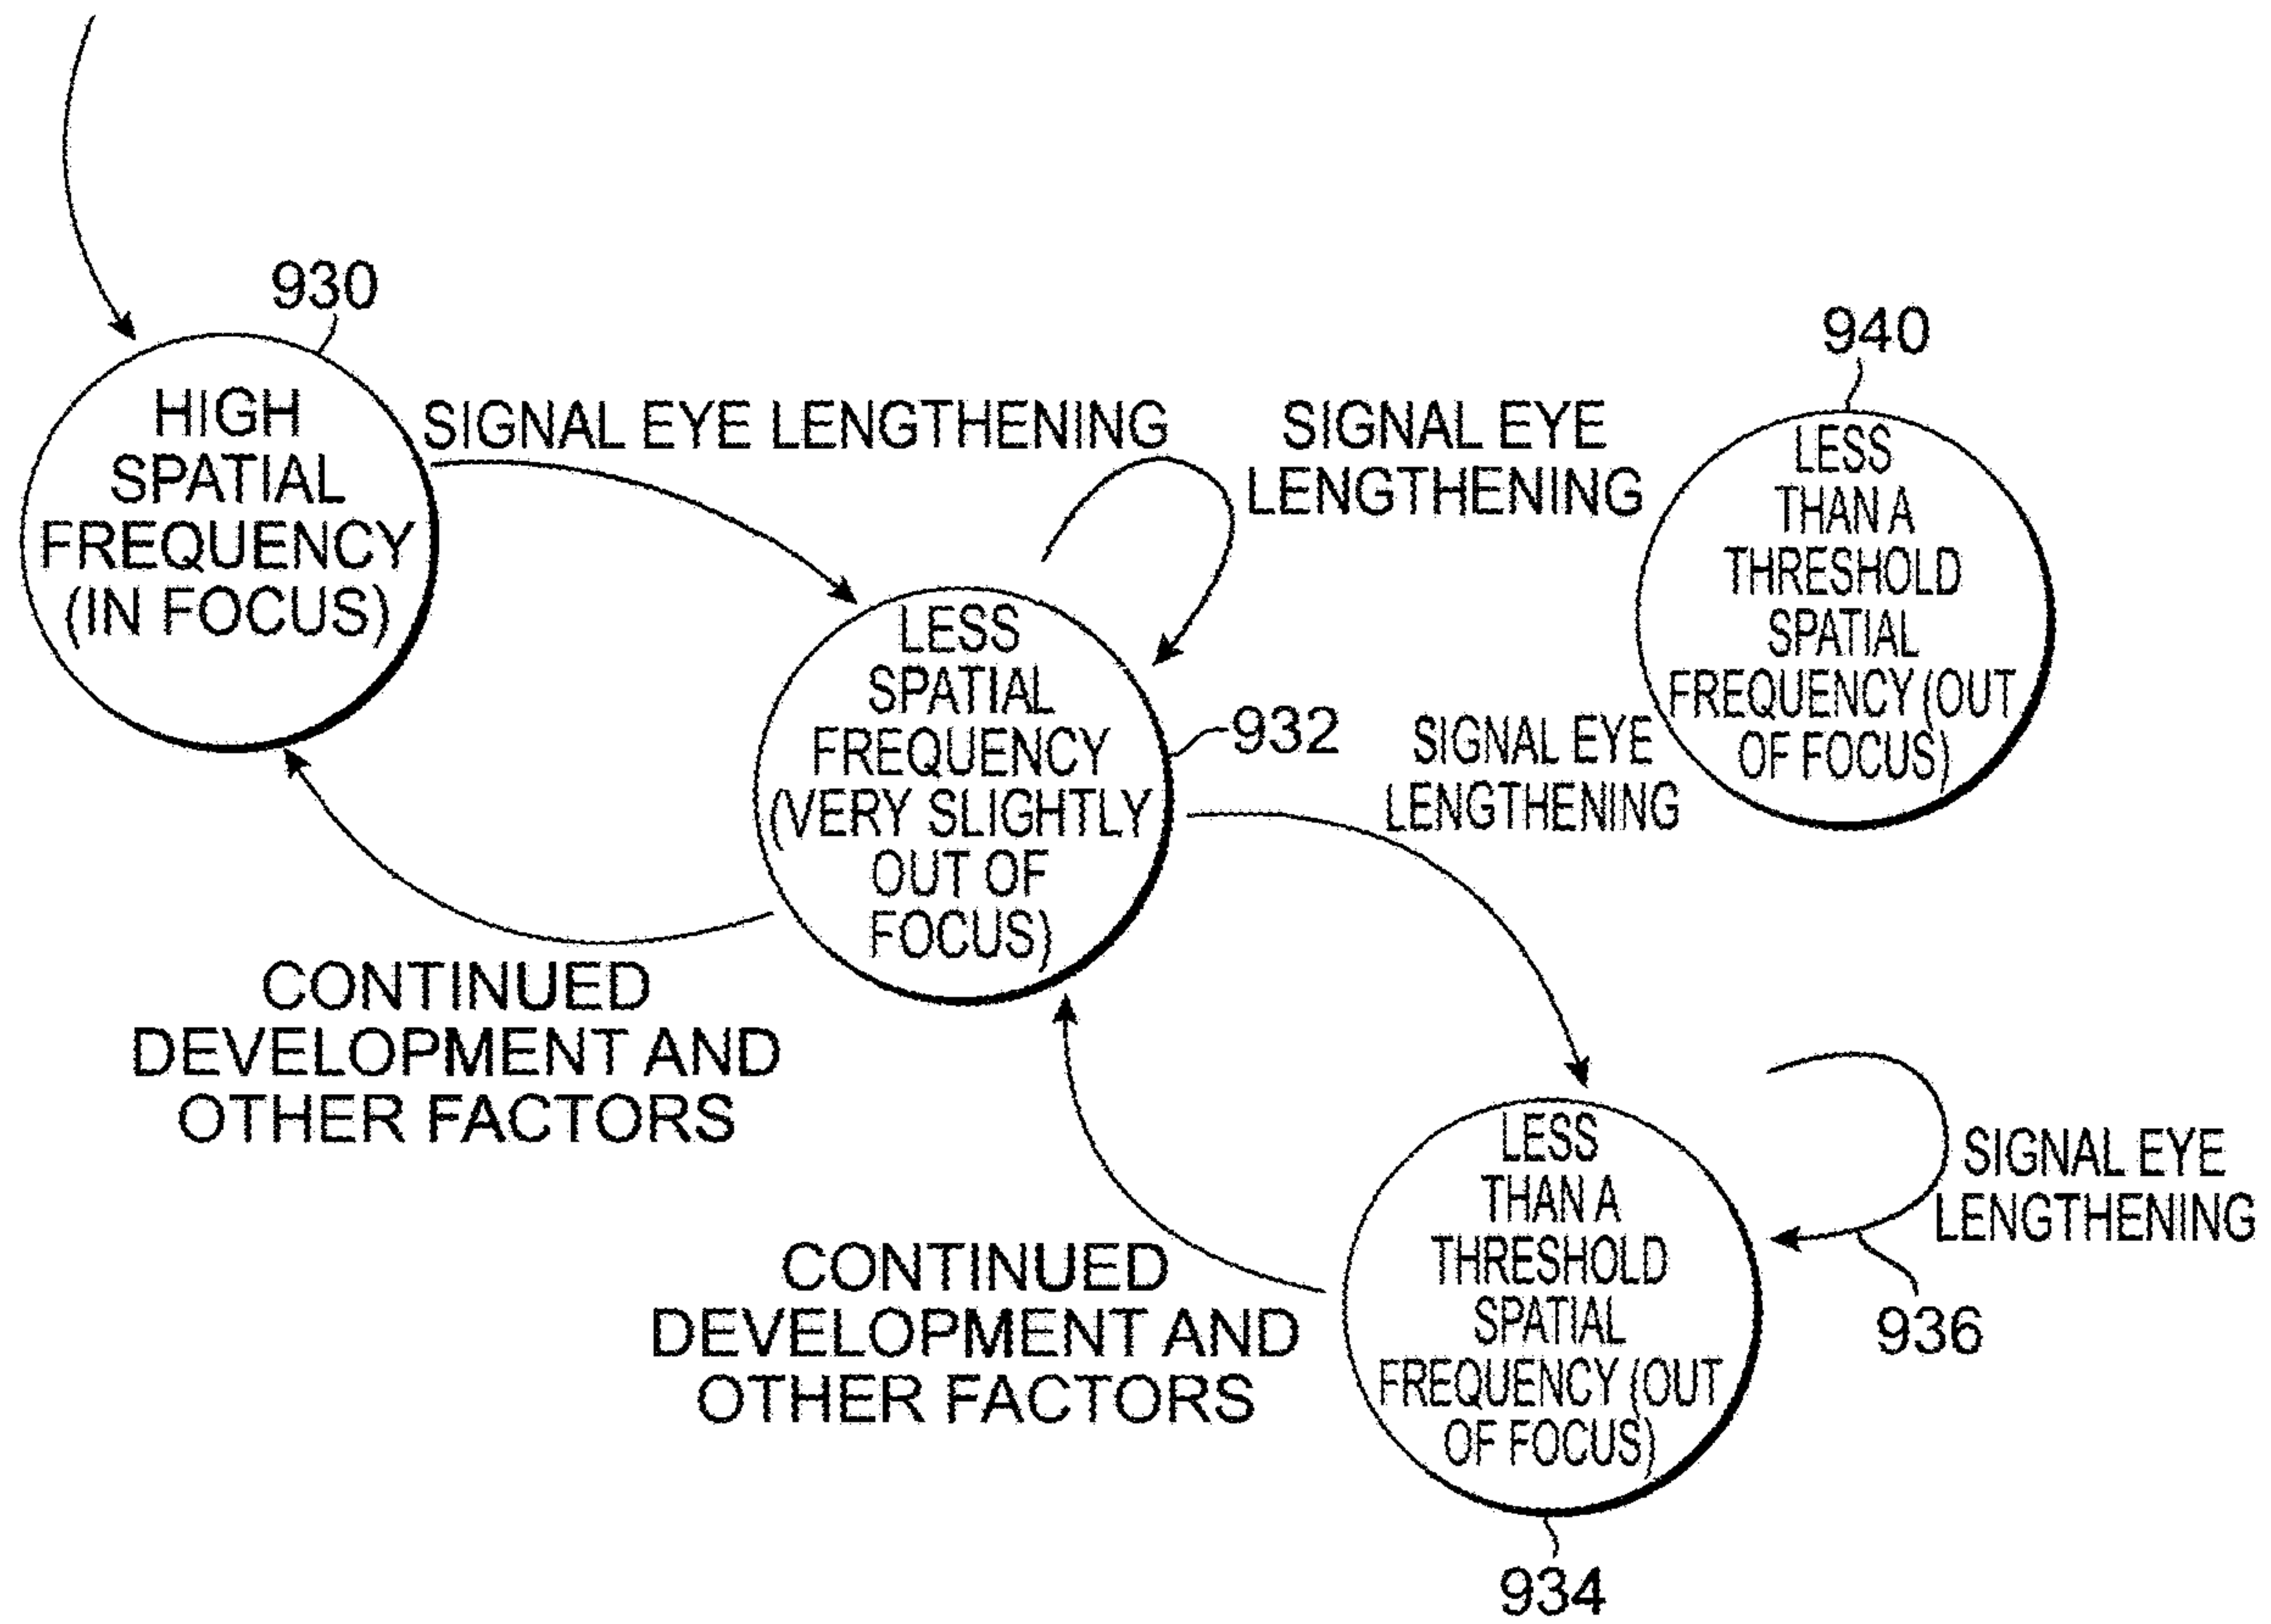 930
HIGH
SPATIAL
FREQUENCY
(IN FOCUS)
SIGNAL EYE LENGTHENING
SIGNAL EYE
LENGTHENING
940
LESS
THAN A
THRESHOLD
SPATIAL
FREQUENCY (OUT
OF FOCUS)
LESS
SPATIAL
FREQUENCY
(VERY SLIGHTLY
OUT OF
FOCUS)
932
SIGNAL EYE
LENGTHENING
CONTINUED
DEVELOPMENT AND
OTHER FACTORS
CONTINUED
DEVELOPMENT AND
OTHER FACTORS
LESS
THAN A
THRESHOLD
SPATIAL
FREQUENCY (OUT
OF FOCUS)
SIGNAL EYE
LENGTHENING
936
934